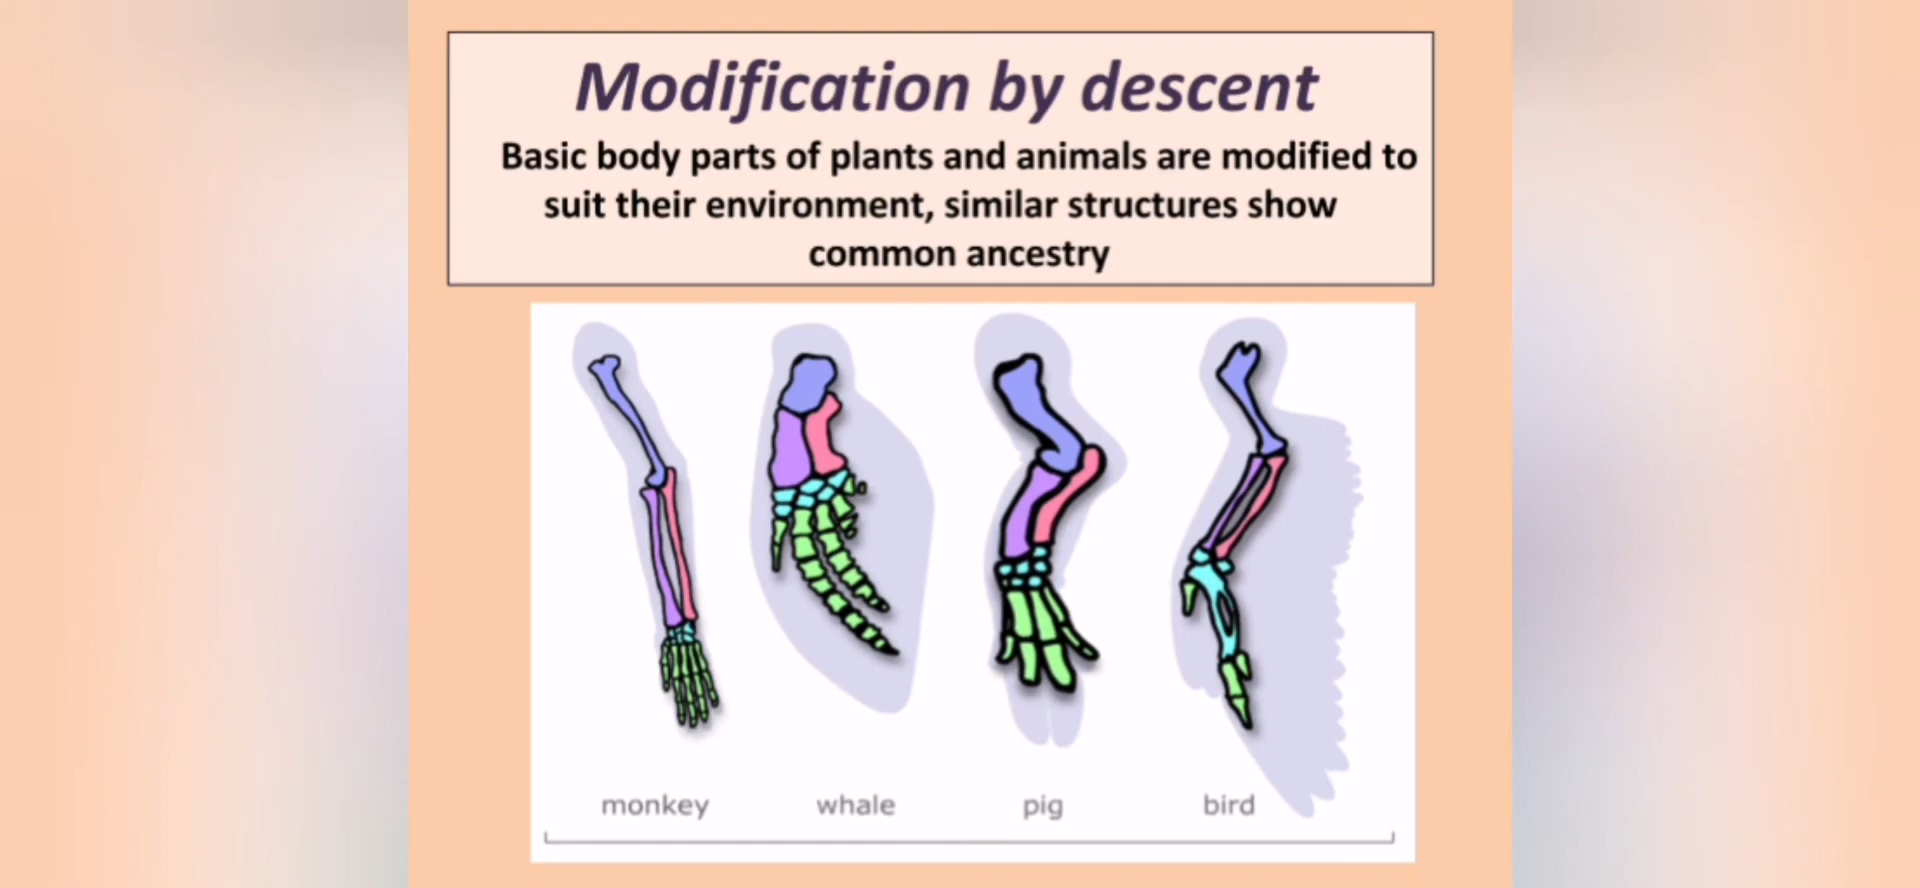 Modification by descent
Basic body parts of plants and animals are modified to
suit their environment, similar structures show
common ancestry
monkey whale pig bird